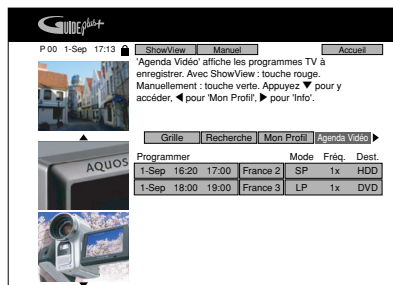 GUIDE plus+
P 00 1-Sep 17:13
ShowView Manuel Accueil
'Agenda Vidéo' affiche les programmes TV à
enregistrer. Avec ShowView : touche rouge.
Manuellement : touche verte. Appuyez ▼ pour y
accéder, ◀ pour 'Mon Profil', ▶ pour 'Info'.
Grille Recherche Mon Profil Agenda Vidéo
Programmer Mode Fréq. Dest.
1-Sep 16:20 17:00 France 2 SP 1x HDD
1-Sep 18:00 19:00 France 3 LP 1x DVD
AQUOS